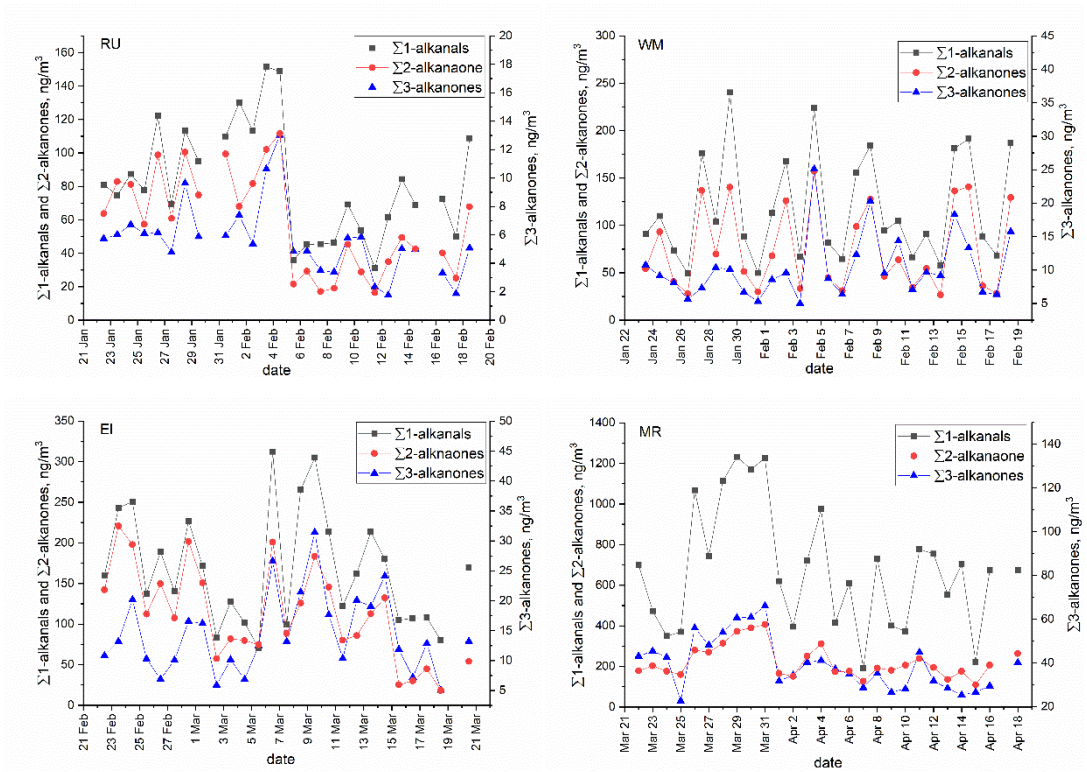 RU
∑1-alkanals
∑2-alkanaone
∑3-alkanones
∑1-alkanals and ∑2-alkanones, ng/m³
0
20
40
60
80
100
120
140
160
∑3-alkanones, ng/m³
0
2
4
6
8
10
12
14
16
18
20
21 Jan
23 Jan
25 Jan
27 Jan
29 Jan
31 Jan
2 Feb
4 Feb
6 Feb
8 Feb
10 Feb
12 Feb
14 Feb
16 Feb
18 Feb
20 Feb
date
WM
∑1-alkanals
∑2-alkanones
∑3-alkanones
∑1-alkanals and ∑2-alkanones, ng/m³
0
50
100
150
200
250
300
∑3-alkanones, ng/m³
5
10
15
20
25
30
35
40
45
Jan 22
Jan 24
Jan 26
Jan 28
Jan 30
Feb 1
Feb 3
Feb 5
Feb 7
Feb 9
Feb 11
Feb 13
Feb 15
Feb 17
Feb 19
date
EI
∑1-alkanals
∑2-alknanones
∑3-alkanones
∑1-alkanals and ∑2-alkanones, ng/m³
0
50
100
150
200
250
300
350
∑3-alkanones, ng/m³
5
10
15
20
25
30
35
40
45
50
21 Feb
23 Feb
25 Feb
27 Feb
1 Mar
3 Mar
5 Mar
7 Mar
9 Mar
11 Mar
13 Mar
15 Mar
17 Mar
19 Mar
21 Mar
date
MR
∑1-alkanals
∑2-alkanaone
∑3-alkanones
∑1-alkanals and ∑2-alkanones, ng/m³
0
200
400
600
800
1000
1200
1400
∑3-alkanones, ng/m³
20
40
60
80
100
120
140
Mar 21
Mar 23
Mar 25
Mar 27
Mar 29
Mar 31
Apr 2
Apr 4
Apr 6
Apr 8
Apr 10
Apr 12
Apr 14
Apr 16
Apr 18
date